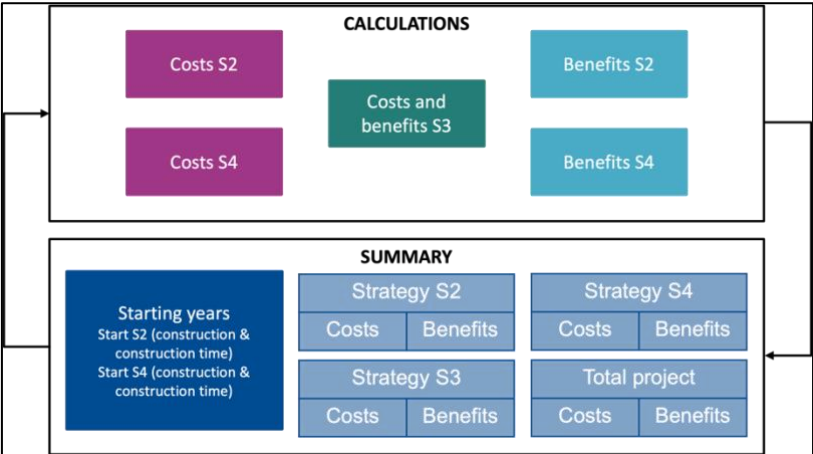 CALCULATIONS
Costs S2
Costs and
benefits S3
Benefits S2
Costs S4
Benefits S4
SUMMARY
Starting years
Start S2 (construction &
construction time)
Start S4 (construction &
construction time)
Strategy S2
Costs Benefits
Strategy S4
Costs Benefits
Strategy S3
Costs Benefits
Total project
Costs Benefits